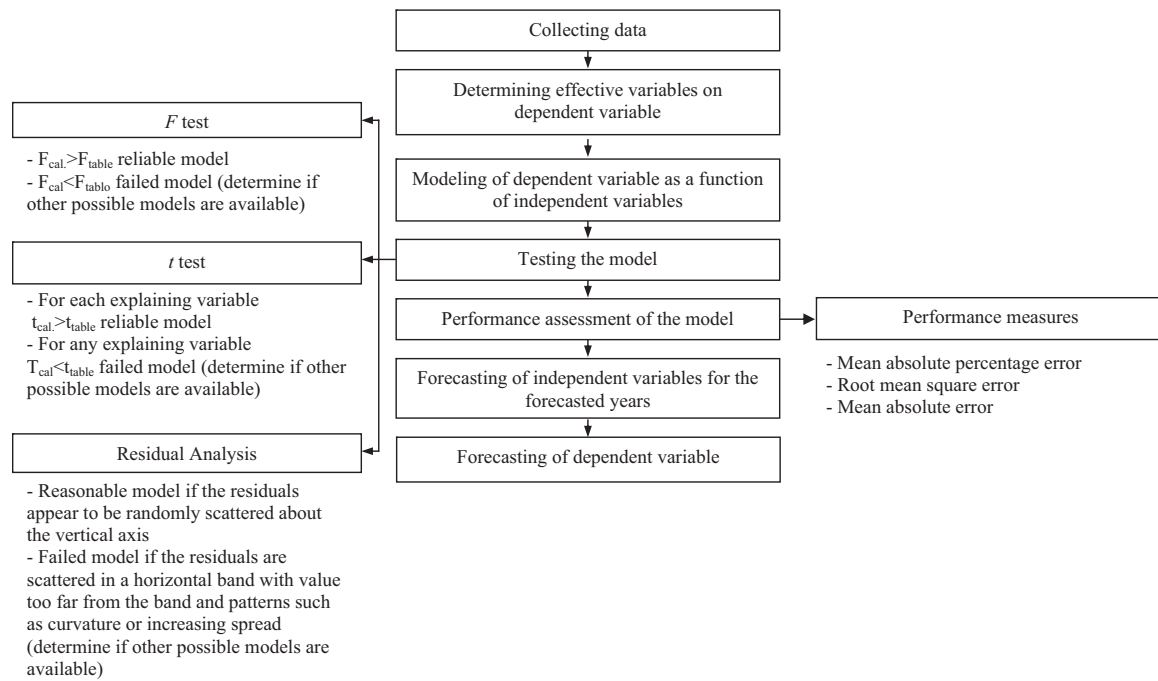 Collecting data
Determining effective variables on
dependent variable
Modeling of dependent variable as a function
of independent variables
Testing the model
Performance assessment of the model
Forecasting of independent variables for the
forecasted years
Forecasting of dependent variable
F test
- Fcal.>Ftable reliable model
- Fcal<Ftablo failed model (determine if
other possible models are available)
t test
- For each explaining variable
tcal.>ttable reliable model
- For any explaining variable
Tcal<ttable failed model (determine if other
possible models are available)
Residual Analysis
- Reasonable model if the residuals
appear to be randomly scattered about
the vertical axis
- Failed model if the residuals are
scattered in a horizontal band with value
too far from the band and patterns such
as curvature or increasing spread
(determine if other possible models are
available)
Performance measures
- Mean absolute percentage error
- Root mean square error
- Mean absolute error